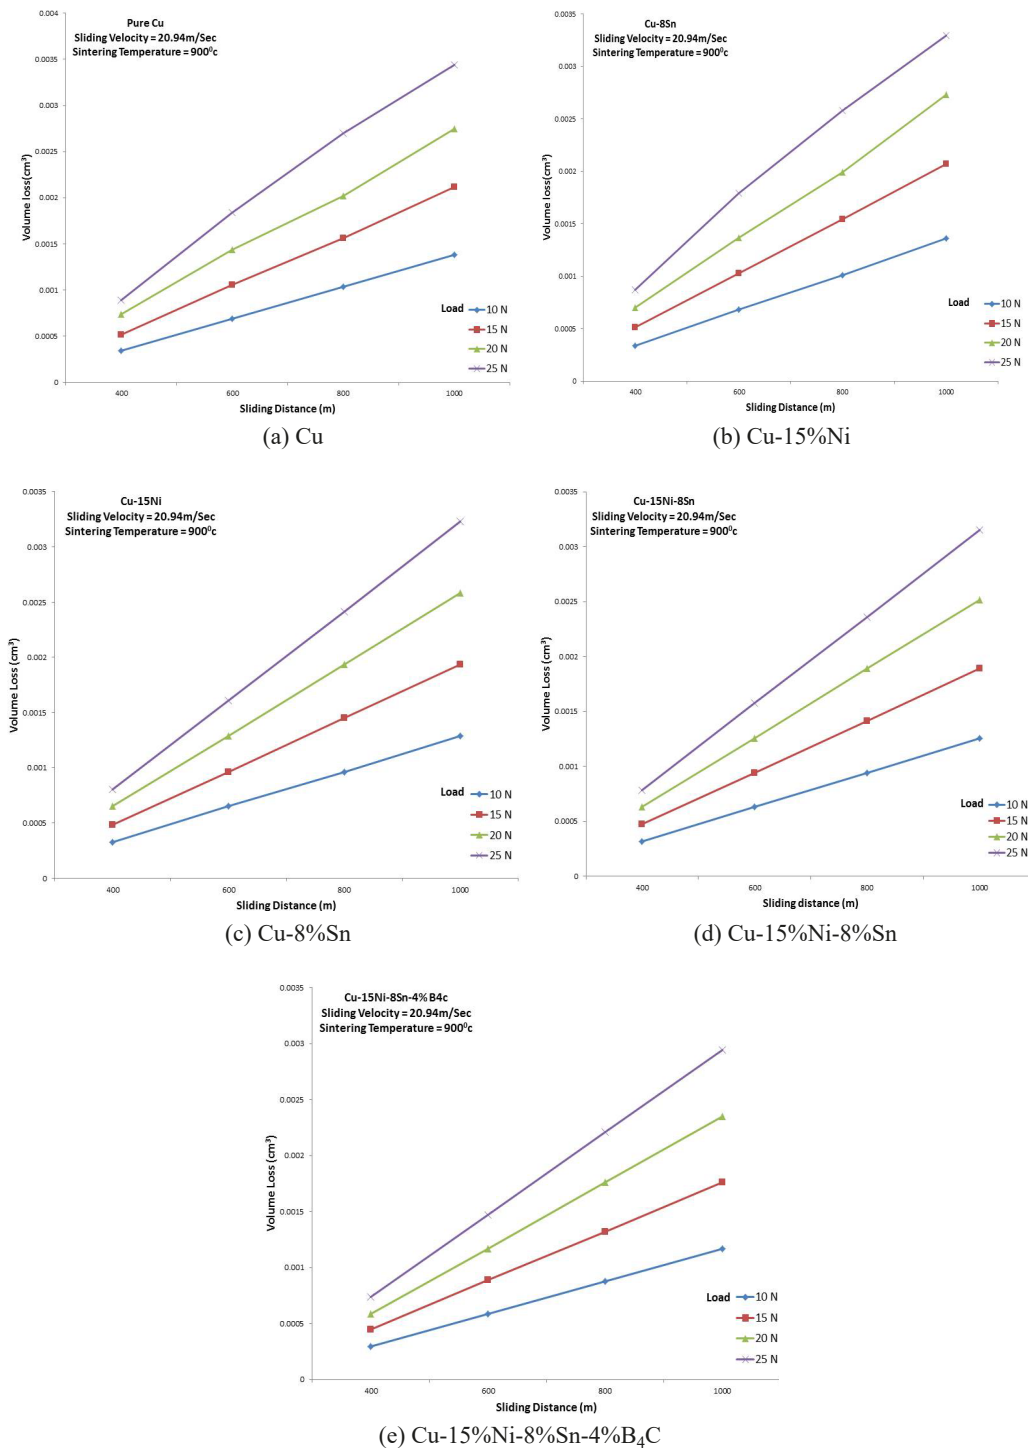 Pure Cu
Sliding Velocity = 20.94m/Sec
Sintering Temperature = 900⁰c
0.004
0.0035
0.003
0.0025
0.002
0.0015
0.001
0.0005
0
Volume loss(cm³)
400 600 800 1000
Sliding Distance (m)
Load
10 N
15 N
20 N
25 N
(a) Cu
Cu-8Sn
Sliding Velocity = 20.94m/Sec
Sintering Temperature = 900⁰c
0.0035
0.003
0.0025
0.002
0.0015
0.001
0.0005
0
Volume loss(cm³)
400 600 800 1000
Sliding Distance (m)
Load
10 N
15 N
20 N
25 N
(b) Cu-15%Ni
Cu-15Ni
Sliding Velocity = 20.94m/Sec
Sintering Temperature = 900⁰c
0.0035
0.003
0.0025
0.002
0.0015
0.001
0.0005
0
Volume Loss (cm³)
400 600 800 1000
Sliding Distance (m)
Load
10 N
15 N
20 N
25 N
(c) Cu-8%Sn
Cu-15Ni-8Sn
Sliding Velocity = 20.94m/Sec
Sintering Temperature = 900⁰c
0.0035
0.003
0.0025
0.002
0.0015
0.001
0.0005
0
Volume Loss (cm³)
400 600 800 1000
Sliding distance (m)
Load
10 N
15 N
20 N
25 N
(d) Cu-15%Ni-8%Sn
Cu-15Ni-8Sn-4% B4c
Sliding Velocity = 20.94m/Sec
Sintering Temperature = 900⁰c
0.0035
0.003
0.0025
0.002
0.0015
0.001
0.0005
0
Volume Loss (cm³)
400 600 800 1000
Sliding Distance (m)
Load
10 N
15 N
20 N
25 N
(e) Cu-15%Ni-8%Sn-4%B₄C